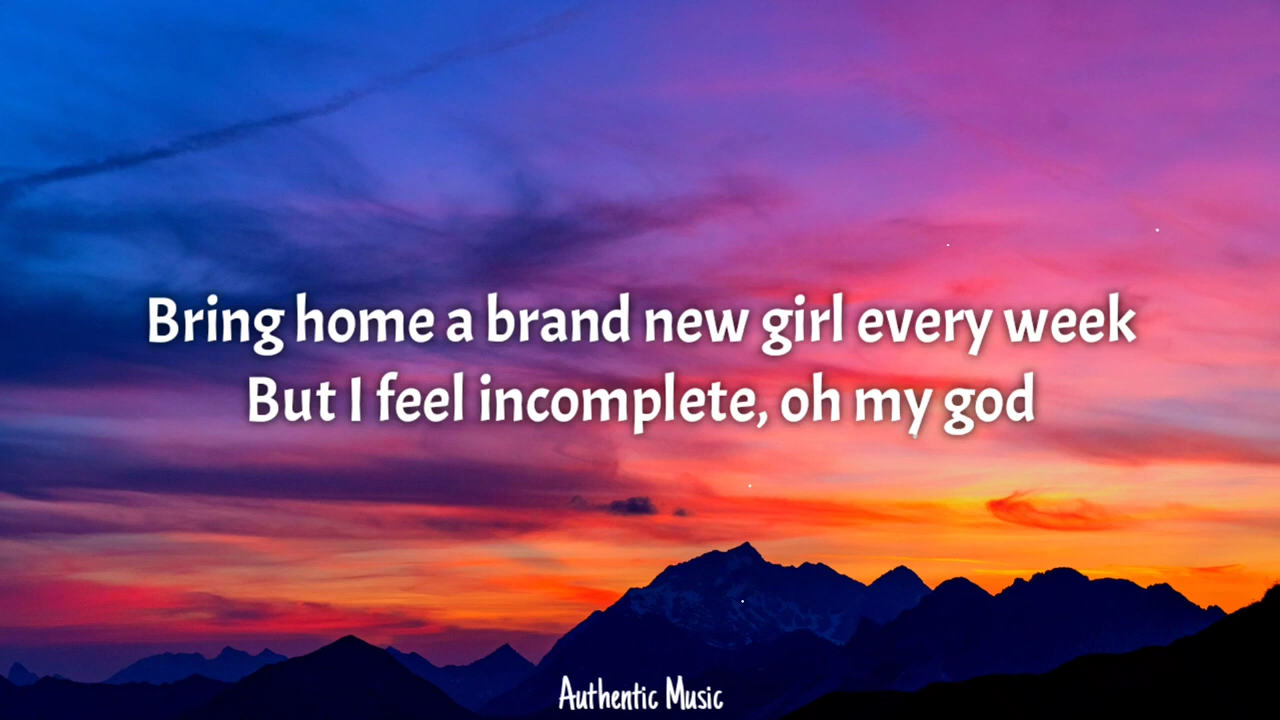 Bring home a brand new girl every week
But I feel incomplete, oh my god
Authentic Music